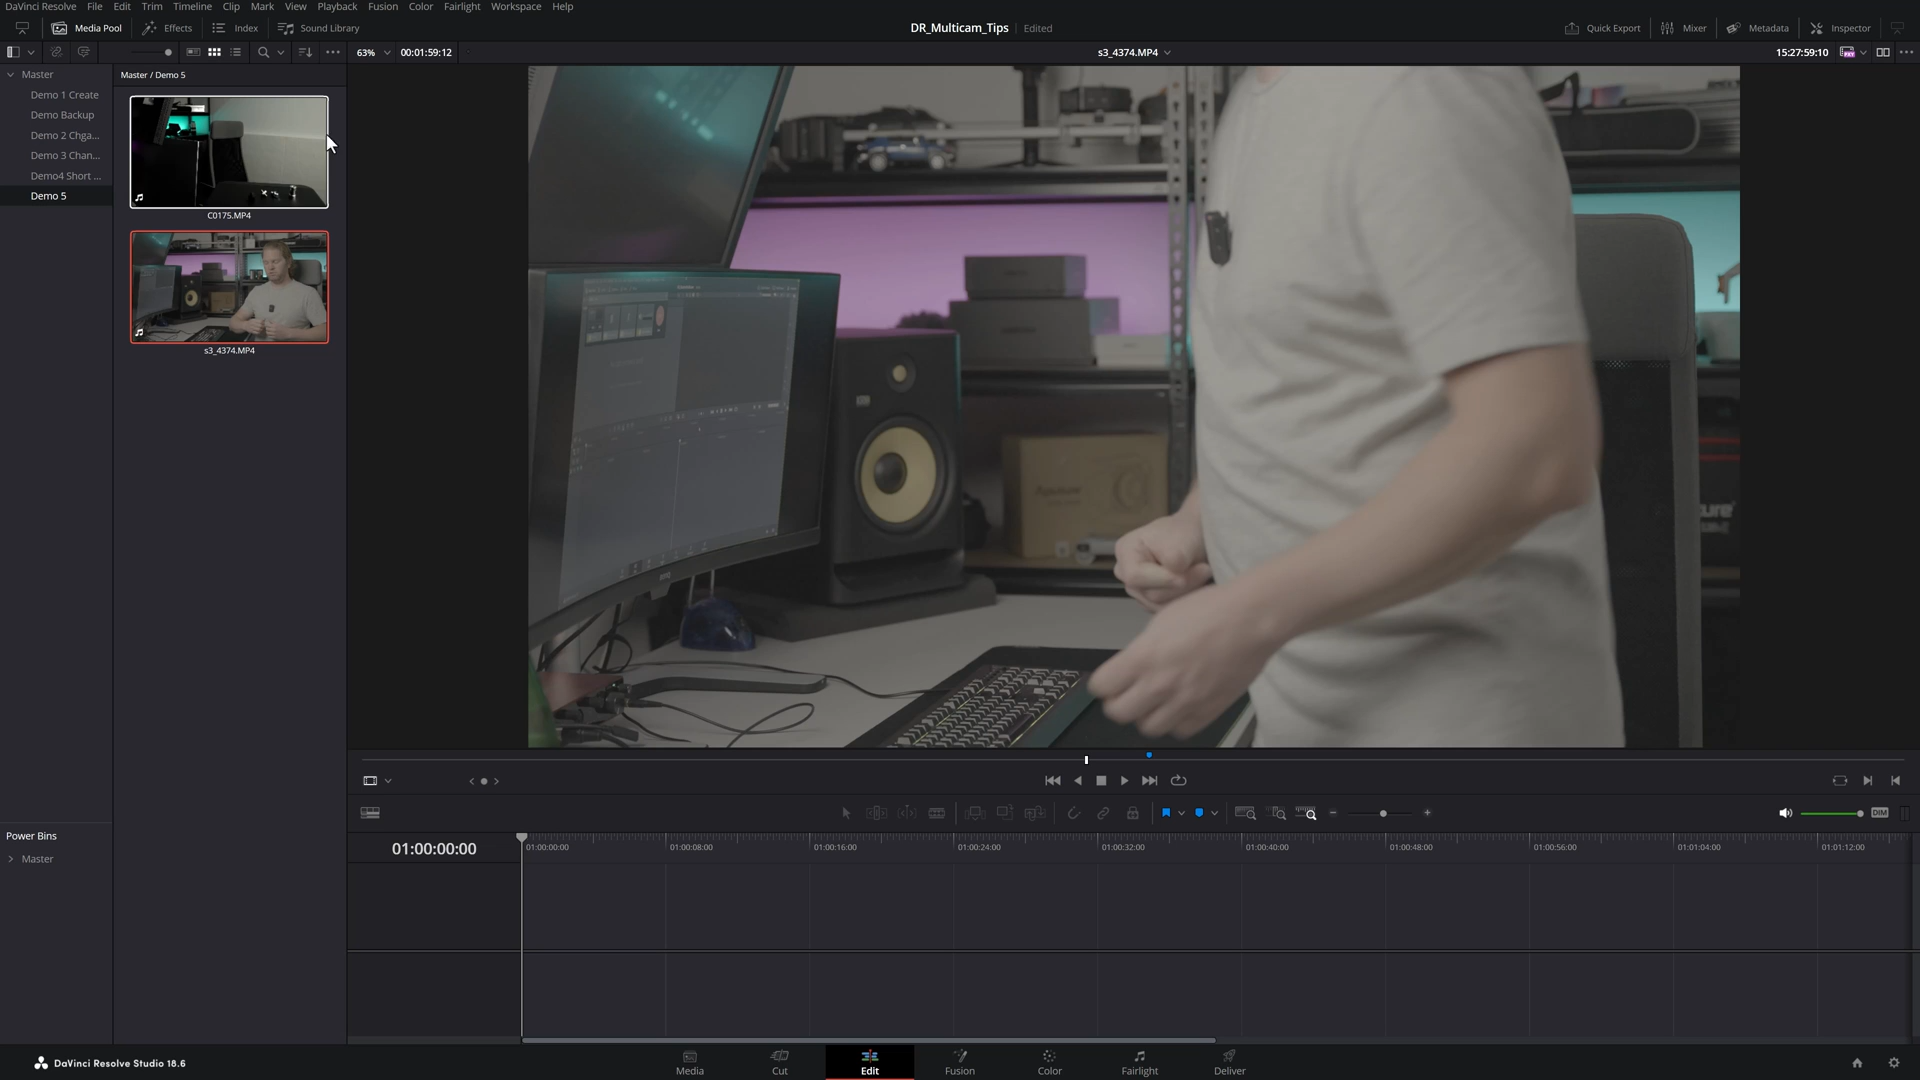 DaVinci Resolve File Edit Trim Timeline Clip Mark View Playback Fusion Color Fairlight Workspace Help
Media Pool Effects Index Sound Library DR_Multicam_Tips Edited Quick Export Mixer Metadata Inspector
63% 00:01:59:12 s3_4374.MP4 15:27:59:10
Master Master / Demo 5
Demo 1 Create
Demo Backup
Demo 2 Chga...
Demo 3 Chan...
Demo4 Short ...
Demo 5
C0175.MP4
s3_4374.MP4
DIM
Power Bins
Master
01:00:00:00 01:00:00:00 01:00:08:00 01:00:16:00 01:00:24:00 01:00:32:00 01:00:40:00 01:00:48:00 01:00:56:00 01:01:04:00 01:01:12:00
DaVinci Resolve Studio 18.6 Media Cut Edit Fusion Color Fairlight Deliver